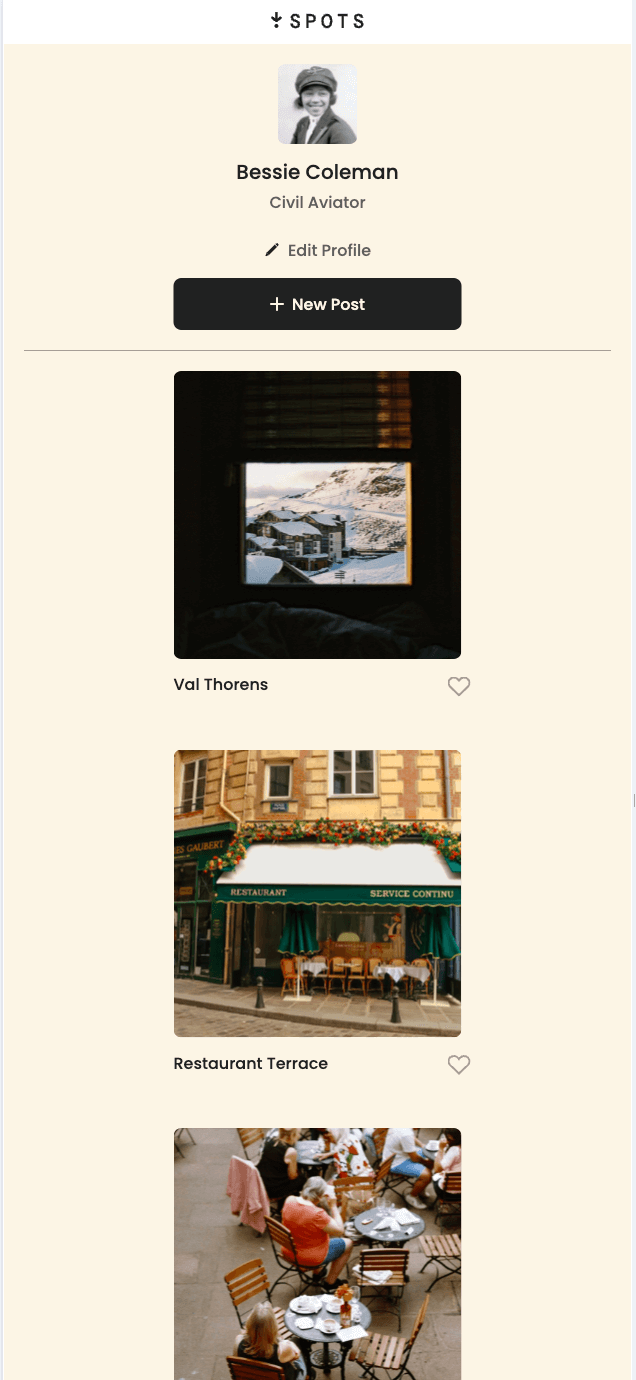 SPOTS
Bessie Coleman
Civil Aviator
Edit Profile
+ New Post
Val Thorens
ES GAUBERT
RESTAURANT
SERVICE CONTINU
Restaurant Terrace